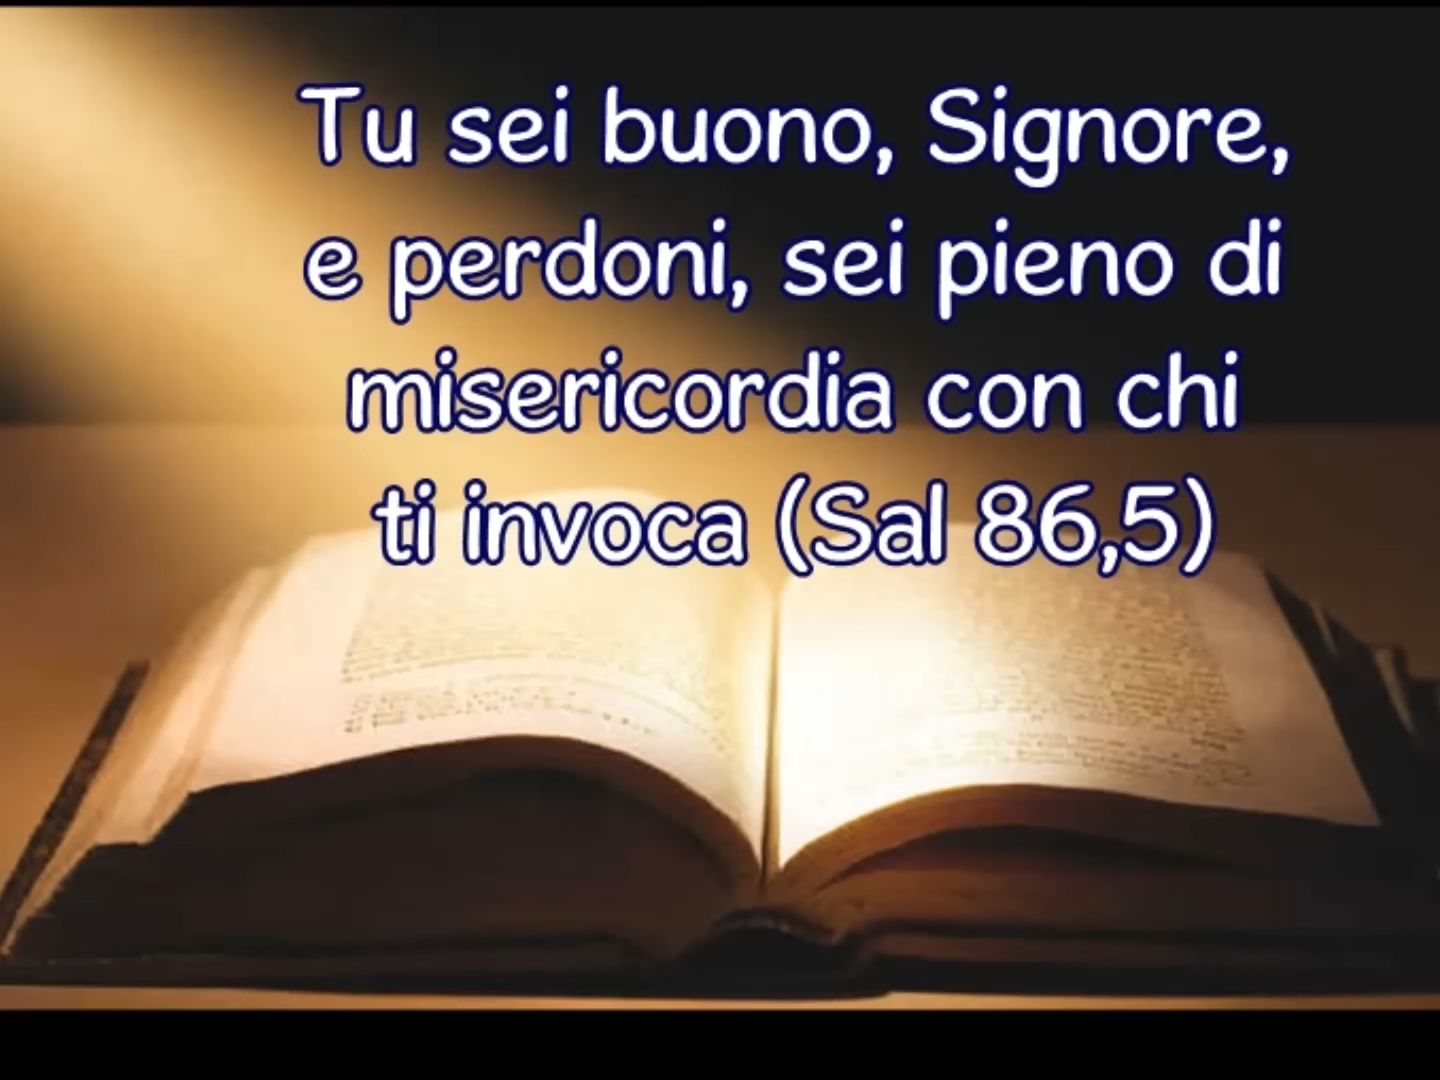 Tu sei buono, Signore,
e perdoni, sei pieno di
misericordia con chi
ti invoca (Sal 86,5)